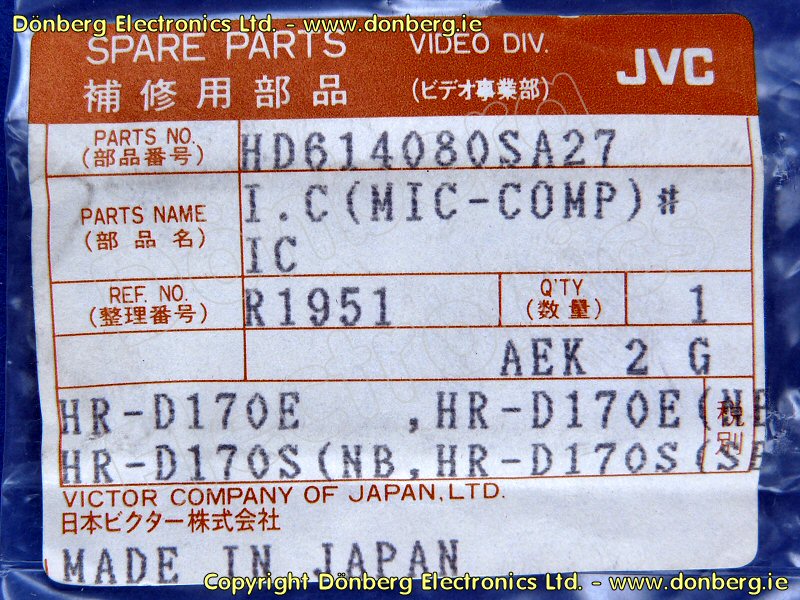 Dönberg Electronics Ltd. - www.donberg.ie
SPARE PARTS VIDEO DIV. JVC
補修用部品 (ビデオ事業部)
PARTS NO. HD614080SA27
(部品番号)
PARTS NAME I.C(MIC-COMP)#
(部品名) IC
REF. NO. R1951 Q'TY 1
(整理番号) (数量)
AEK 2 G
HR-D170E ,HR-D170E(NB
税別
HR-D170S(NB,HR-D170S(SE
VICTOR COMPANY OF JAPAN, LTD.
日本ビクター株式会社
MADE IN JAPAN
Copyright Dönberg Electronics Ltd. - www.donberg.ie